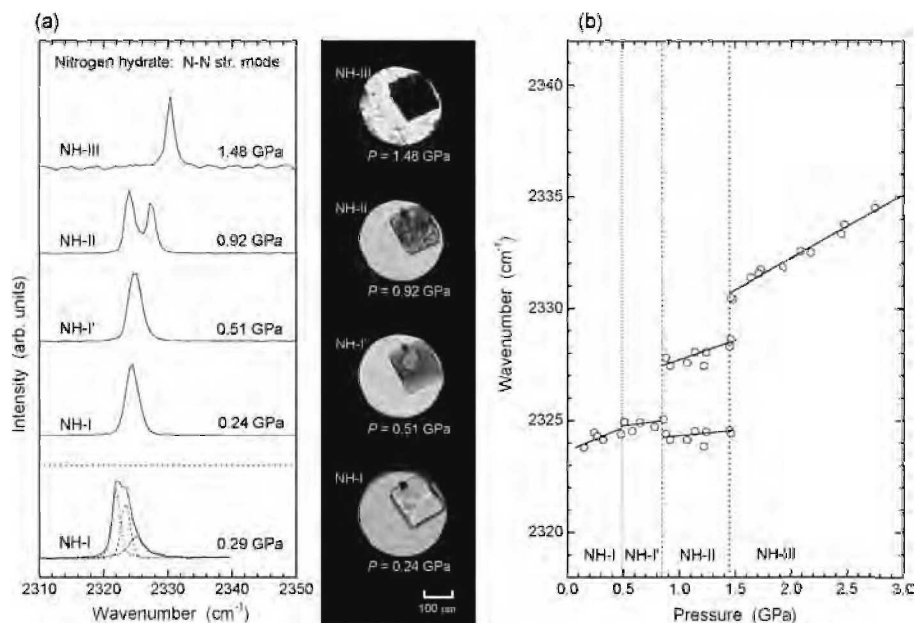 (a)
Nitrogen hydrate: N-N str. mode
NH-III
1.48 GPa
NH-II
0.92 GPa
NH-I'
0.51 GPa
NH-I
0.24 GPa
NH-I
0.29 GPa
Intensity (arb. units)
2310 2320 2330 2340 2350
Wavenumber (cm⁻¹)
NH-III
P = 1.48 GPa
NH-II
P = 0.92 GPa
NH-I'
P = 0.51 GPa
NH-I
P = 0.24 GPa
100 μm
(b)
2340
2335
2330
2325
2320
Wavenumber (cm⁻¹)
NH-I NH-I' NH-II NH-III
0.0 0.5 1.0 1.5 2.0 2.5 3.0
Pressure (GPa)